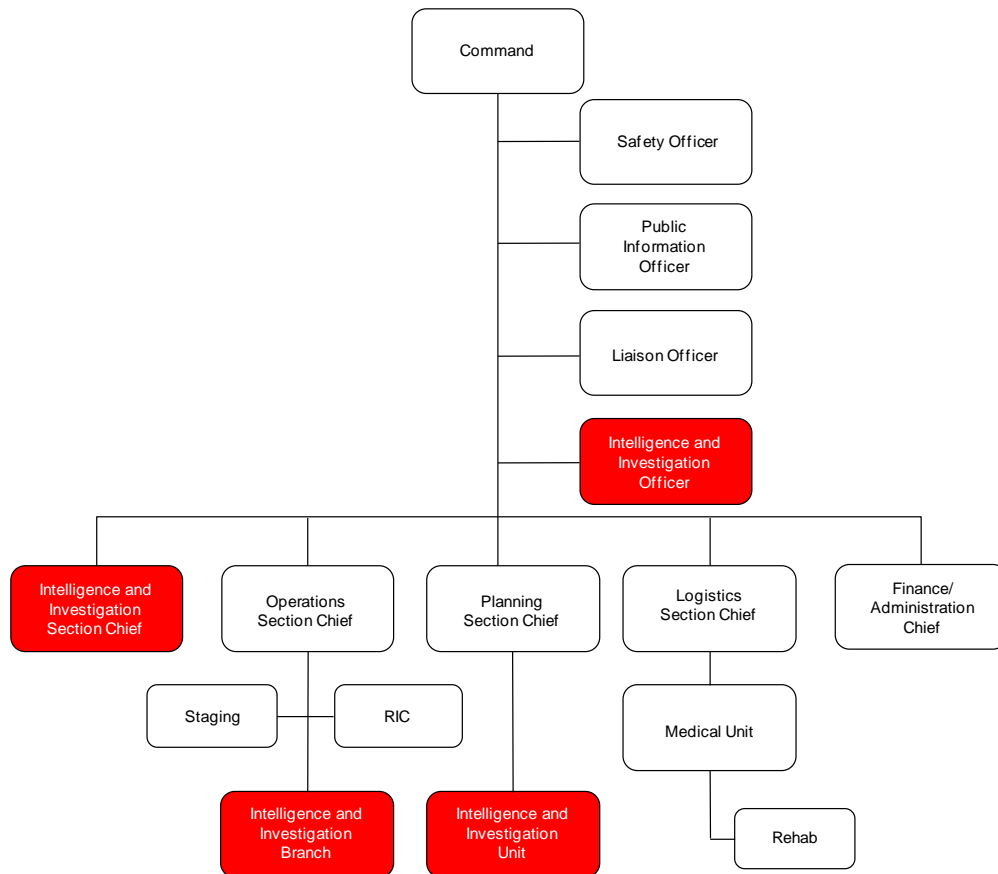 Command
Safety Officer
Public
Information
Officer
Liaison Officer
Intelligence and
Investigation
Officer
Intelligence and
Investigation
Section Chief
Operations
Section Chief
Planning
Section Chief
Logistics
Section Chief
Finance/
Administration
Chief
Staging
RIC
Medical Unit
Intelligence and
Investigation
Branch
Intelligence and
Investigation
Unit
Rehab